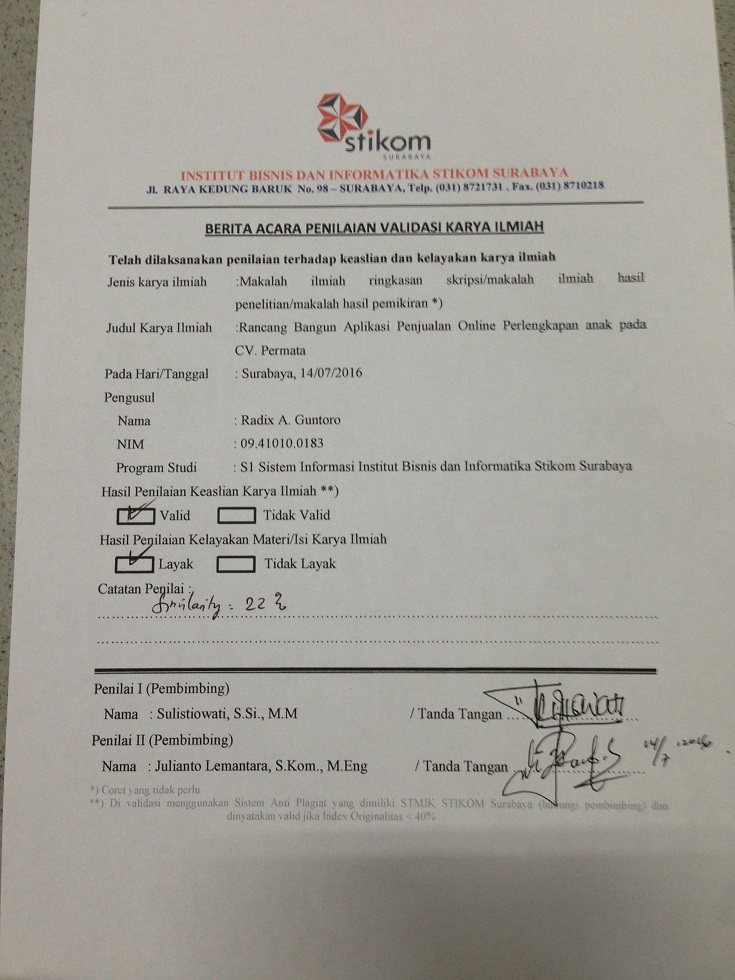 stikom
SURABAYA
INSTITUT BISNIS DAN INFORMATIKA STIKOM SURABAYA
Jl. RAYA KEDUNG BARUK No. 98 – SURABAYA, Telp. (031) 8721731 . Fax. (031) 8710218
BERITA ACARA PENILAIAN VALIDASI KARYA ILMIAH
Telah dilaksanakan penilaian terhadap keaslian dan kelayakan karya ilmiah
Jenis karya ilmiah :Makalah ilmiah ringkasan skripsi/makalah ilmiah hasil
penelitian/makalah hasil pemikiran *)
Judul Karya Ilmiah :Rancang Bangun Aplikasi Penjualan Online Perlengkapan anak pada
CV. Permata
Pada Hari/Tanggal : Surabaya, 14/07/2016
Pengusul
Nama : Radix A. Guntoro
NIM : 09.41010.0183
Program Studi : S1 Sistem Informasi Institut Bisnis dan Informatika Stikom Surabaya
Hasil Penilaian Keaslian Karya Ilmiah **)
Valid Tidak Valid
Hasil Penilaian Kelayakan Materi/Isi Karya Ilmiah
Layak Tidak Layak
Catatan Penilai :
Similarity : 22 %
Penilai I (Pembimbing)
Nama : Sulistiowati, S.Si., M.M / Tanda Tangan
Penilai II (Pembimbing)
Nama : Julianto Lemantara, S.Kom., M.Eng / Tanda Tangan 14/7 2016
*) Coret yang tidak perlu
**) Di validasi menggunakan Sistem Anti Plagiat yang dimiliki STMIK STIKOM Surabaya (hubungi pembimbing) dan
dinyatakan valid jika Index Originalitas < 40%